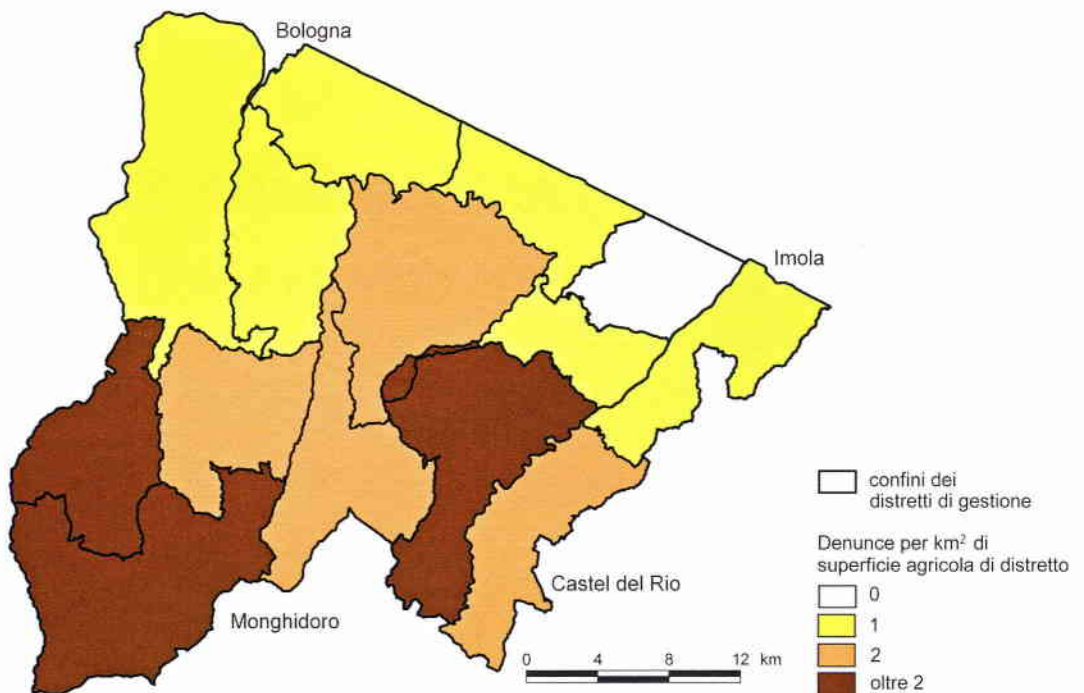 Bologna
Imola
Castel del Rio
Monghidoro
confini dei
distretti di gestione
Denunce per km² di
superficie agricola di distretto
0
1
2
oltre 2
0 4 8 12 km